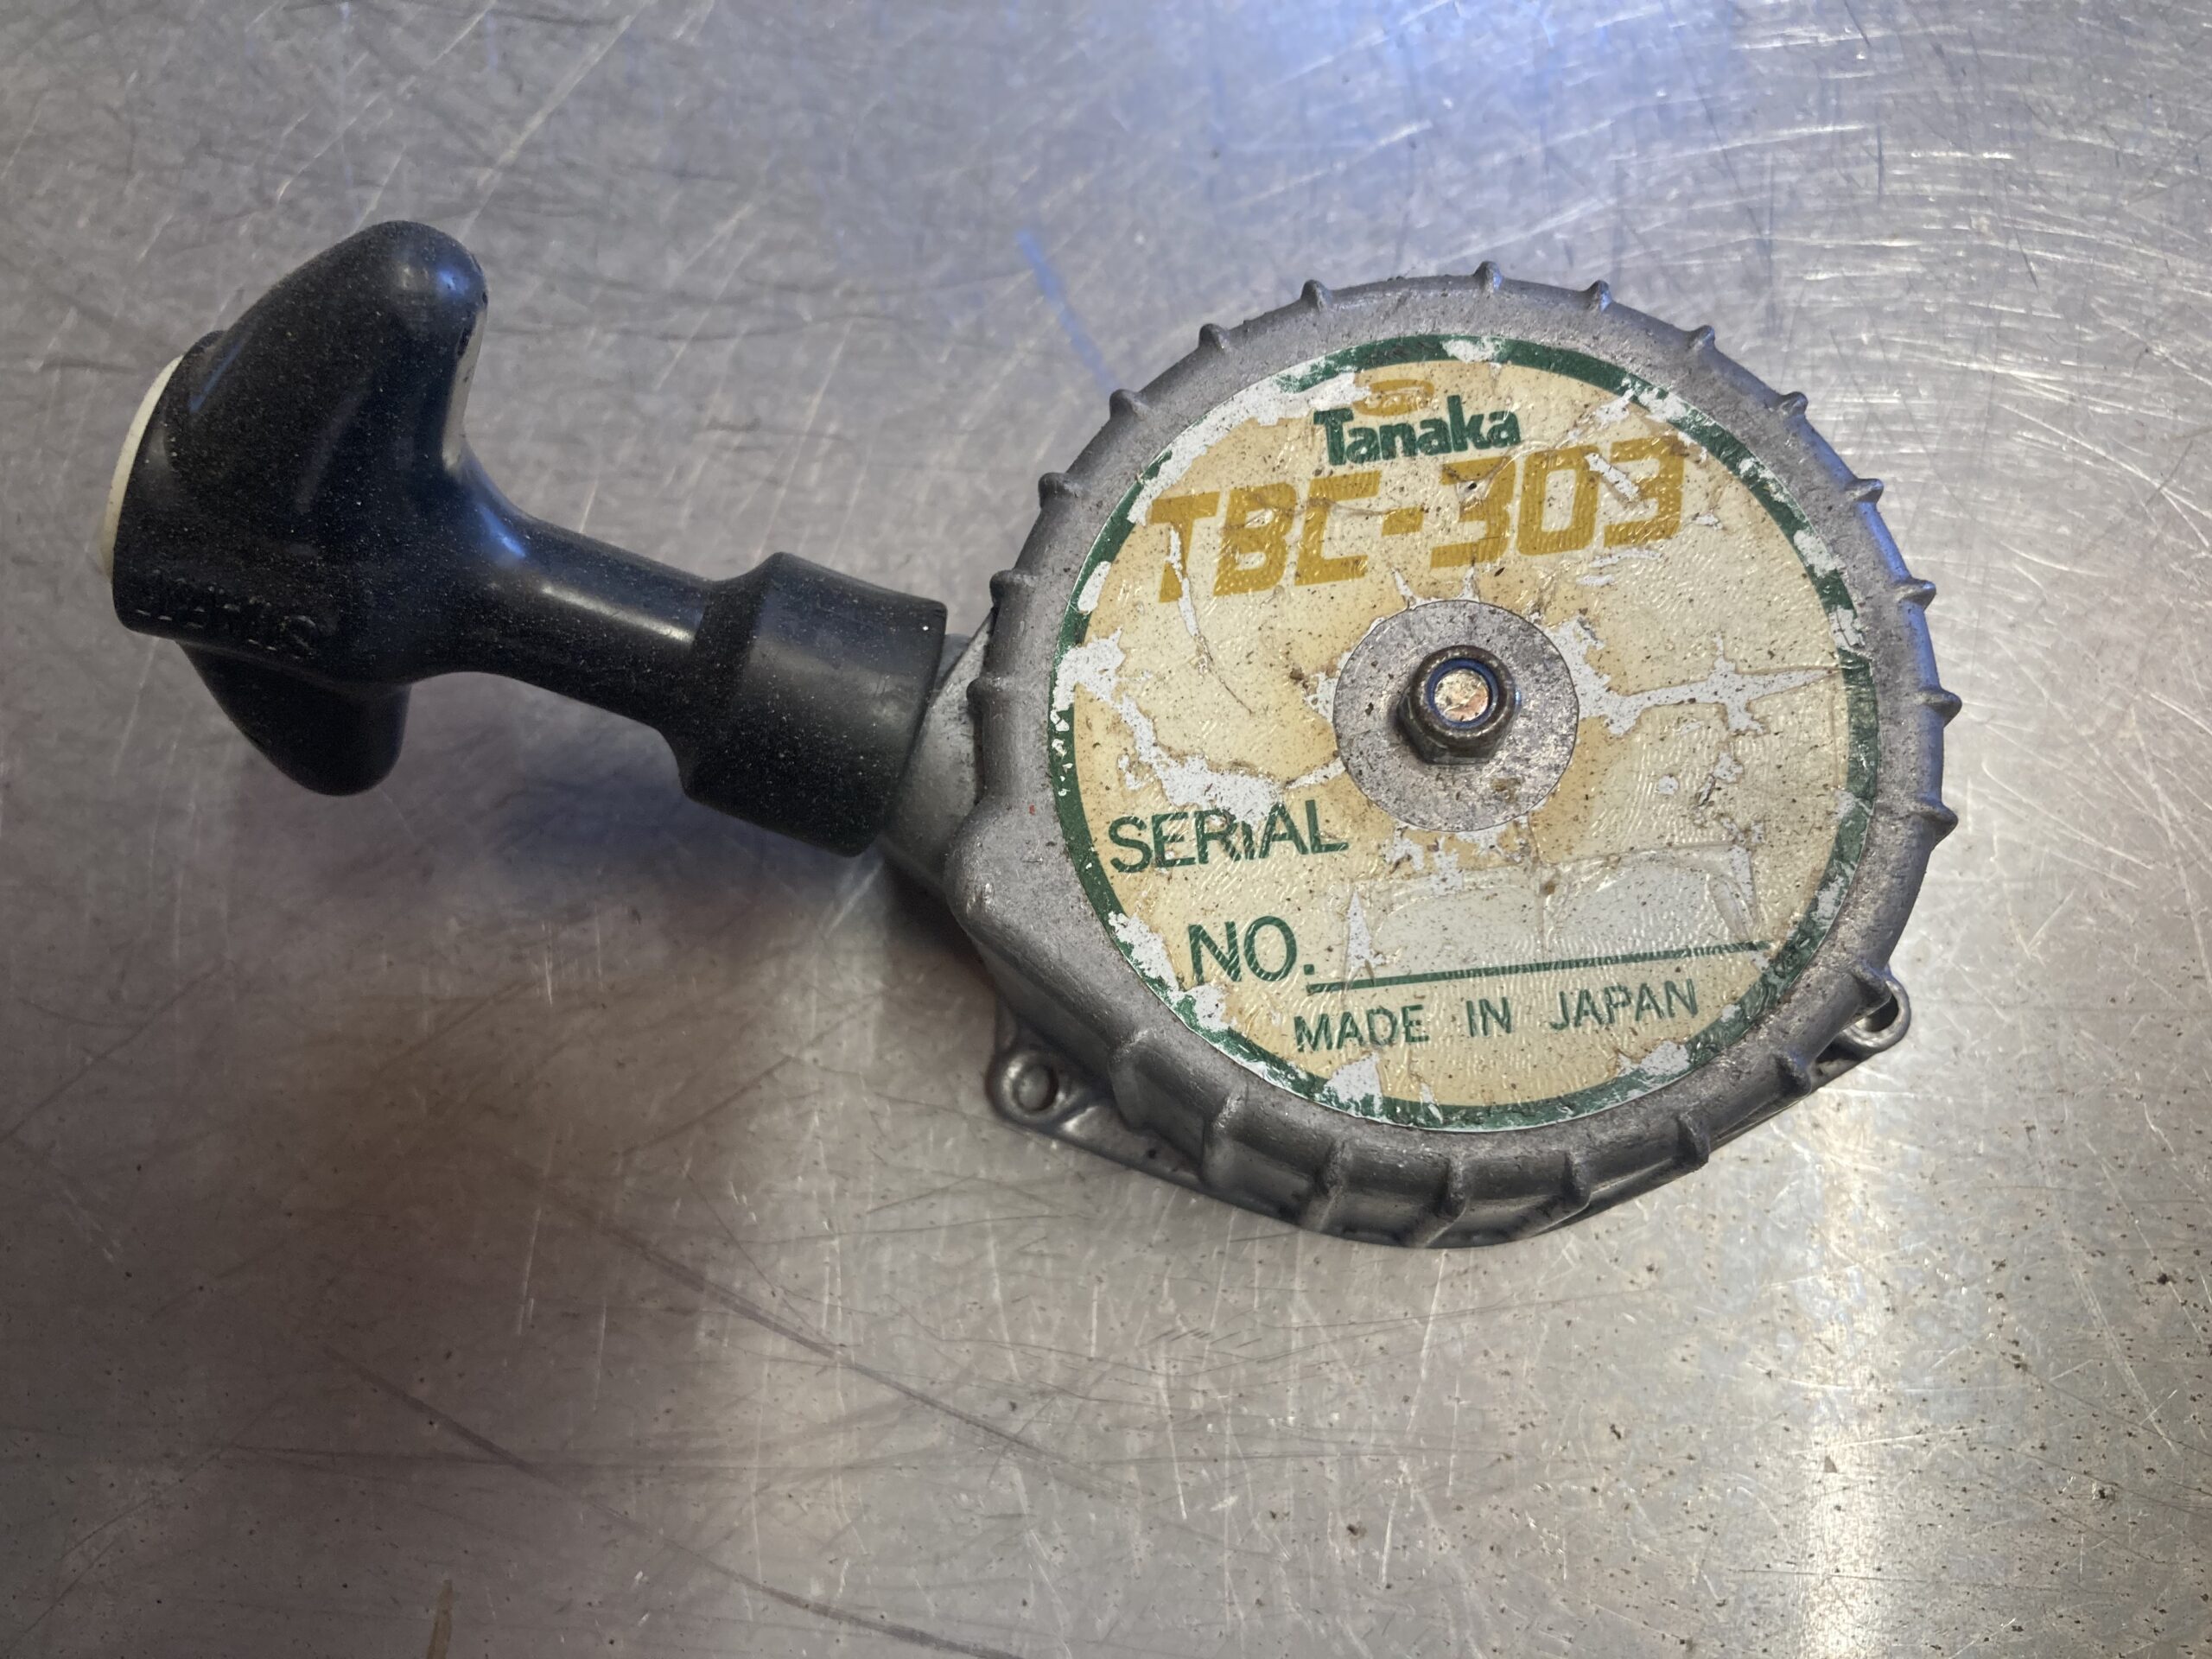 Tanaka
TBC-303
SERIAL
NO.
MADE IN JAPAN